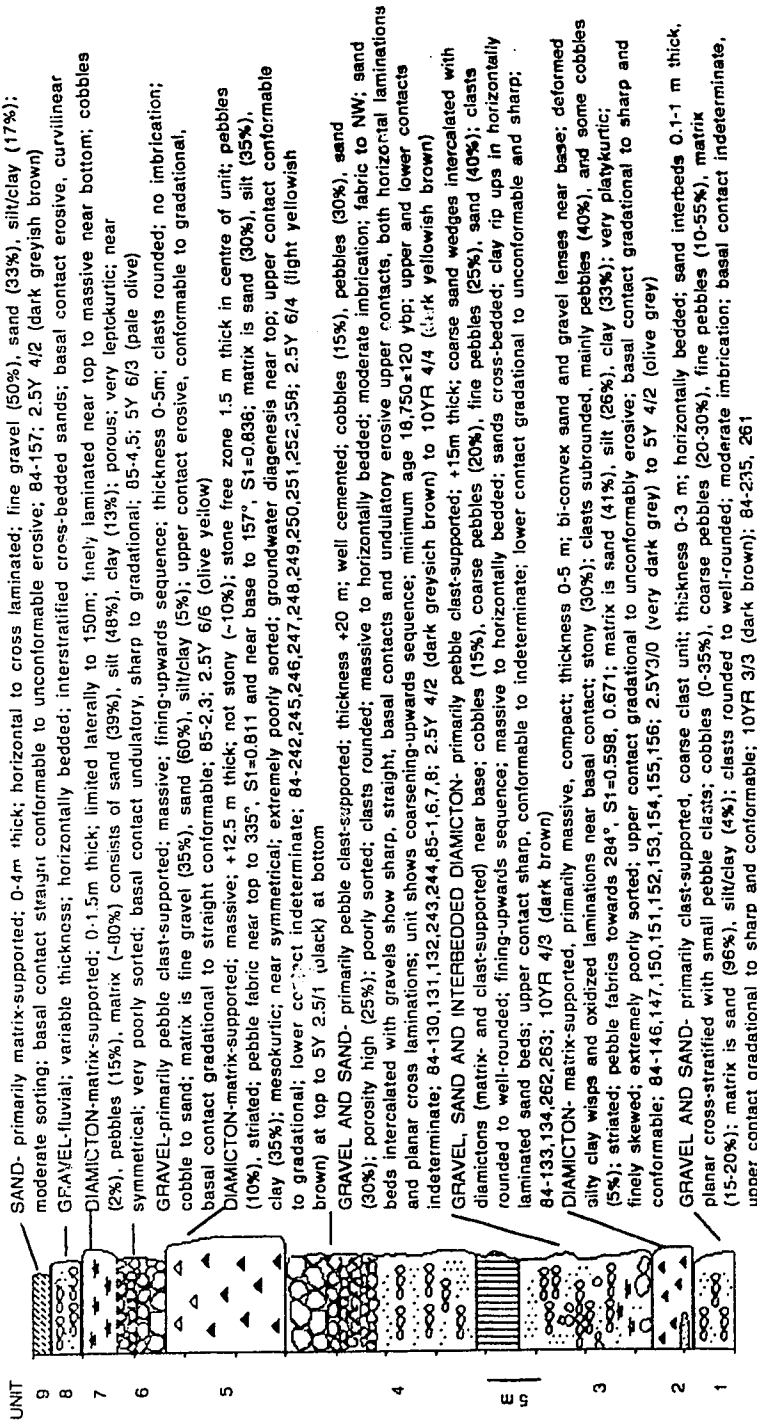 UNIT
9
8
7
6
5
4
3
2
1
5 m
SAND- primarily matrix-supported; 0-4m thick; horizontal to cross laminated; fine gravel (50%), sand (33%), silt/clay (17%);
moderate sorting; basal contact straight conformable to unconformable erosive; 84-157; 2.5Y 4/2 (dark greyish brown)
GRAVEL-fluvial; variable thickness; horizontally bedded; interstratified cross-bedded sands; basal contact erosive, curvilinear
DIAMICTON-matrix-supported; 0-1.5m thick; limited laterally to 150m; finely laminated near top to massive near bottom; cobbles
(2%), pebbles (15%), matrix (~80%) consists of sand (39%), silt (48%), clay (13%); porous; very leptokurtic; near
symmetrical; very poorly sorted; basal contact undulatory, sharp to gradational; 85-4,5; 5Y 6/3 (pale olive)
GRAVEL-primarily pebble clast-supported; massive; fining-upwards sequence; thickness 0-5m; clasts rounded; no imbrication;
cobble to sand; matrix is fine gravel (35%), sand (60%), silt/clay (5%); upper contact erosive, conformable to gradational,
basal contact gradational to straight conformable; 85-2,3; 2.5Y 6/6 (olive yellow)
DIAMICTON-matrix-supported; massive; +12.5 m thick; not stony (~10%); stone free zone 1.5 m thick in centre of unit; pebbles
(10%), striated; pebble fabric near top to 335°, S1=0.811 and near base to 157°, S1=0.836; matrix is sand (30%), silt (35%),
clay (35%); mesokurtic; near symmetrical; extremely poorly sorted; groundwater diagenesis near top; upper contact conformable
to gradational; lower contact indeterminate; 84-242,245,246,247,248,249,250,251,252,358; 2.5Y 6/4 (light yellowish
brown) at top to 5Y 2.5/1 (black) at bottom
GRAVEL AND SAND- primarily pebble clast-supported; thickness +20 m; well cemented; cobbles (15%), pebbles (30%), sand
(30%); porosity high (25%); poorly sorted; clasts rounded; massive to horizontally bedded; moderate imbrication; fabric to NW; sand
beds intercalated with gravels show sharp, straight, basal contacts and undulatory erosive upper contacts, both horizontal laminations
and planar cross laminations; unit shows coarsening-upwards sequence; minimum age 18,750±120 ybp; upper and lower contacts
indeterminate; 84-130,131,132,243,244,85-1,6,7,8; 2.5Y 4/2 (dark greysich brown) to 10YR 4/4 (dark yellowish brown)
GRAVEL, SAND AND INTERBEDDED DIAMICTON- primarily pebble clast-supported; +15m thick; coarse sand wedges intercalated with
diamictons (matrix- and clast-supported) near base; cobbles (15%), coarse pebbles (20%), fine pebbles (25%), sand (40%); clasts
rounded to well-rounded; fining-upwards sequence; massive to horizontally bedded; sands cross-bedded; clay rip ups in horizontally
laminated sand beds; upper contact sharp, conformable to indeterminate; lower contact gradational to unconformable and sharp;
84-133,134,262,263; 10YR 4/3 (dark brown)
DIAMICTON- matrix-supported, primarily massive, compact; thickness 0-5 m; bi-convex sand and gravel lenses near base; deformed
silty clay wisps and oxidized laminations near basal contact; stony (30%); clasts subrounded, mainly pebbles (40%), and some cobbles
(5%); striated; pebble fabrics towards 284°, S1=0.598, 0.671; matrix is sand (41%), silt (26%), clay (33%); very platykurtic;
finely skewed; extremely poorly sorted; upper contact gradational to unconformably erosive; basal contact gradational to sharp and
conformable; 84-146,147,150,151,152,153,154,155,156; 2.5Y3/0 (very dark grey) to 5Y 4/2 (olive grey)
GRAVEL AND SAND- primarily clast-supported, coarse clast unit; thickness 0-3 m; horizontally bedded; sand interbeds 0.1-1 m thick,
planar cross-stratified with small pebble clasts; cobbles (0-35%), coarse pebbles (20-30%), fine pebbles (10-55%), matrix
(15-20%); matrix is sand (96%), silt/clay (4%); clasts rounded to well-rounded; moderate imbrication; basal contact indeterminate,
upper contact gradational to sharp and conformable; 10YR 3/3 (dark brown); 84-235, 261